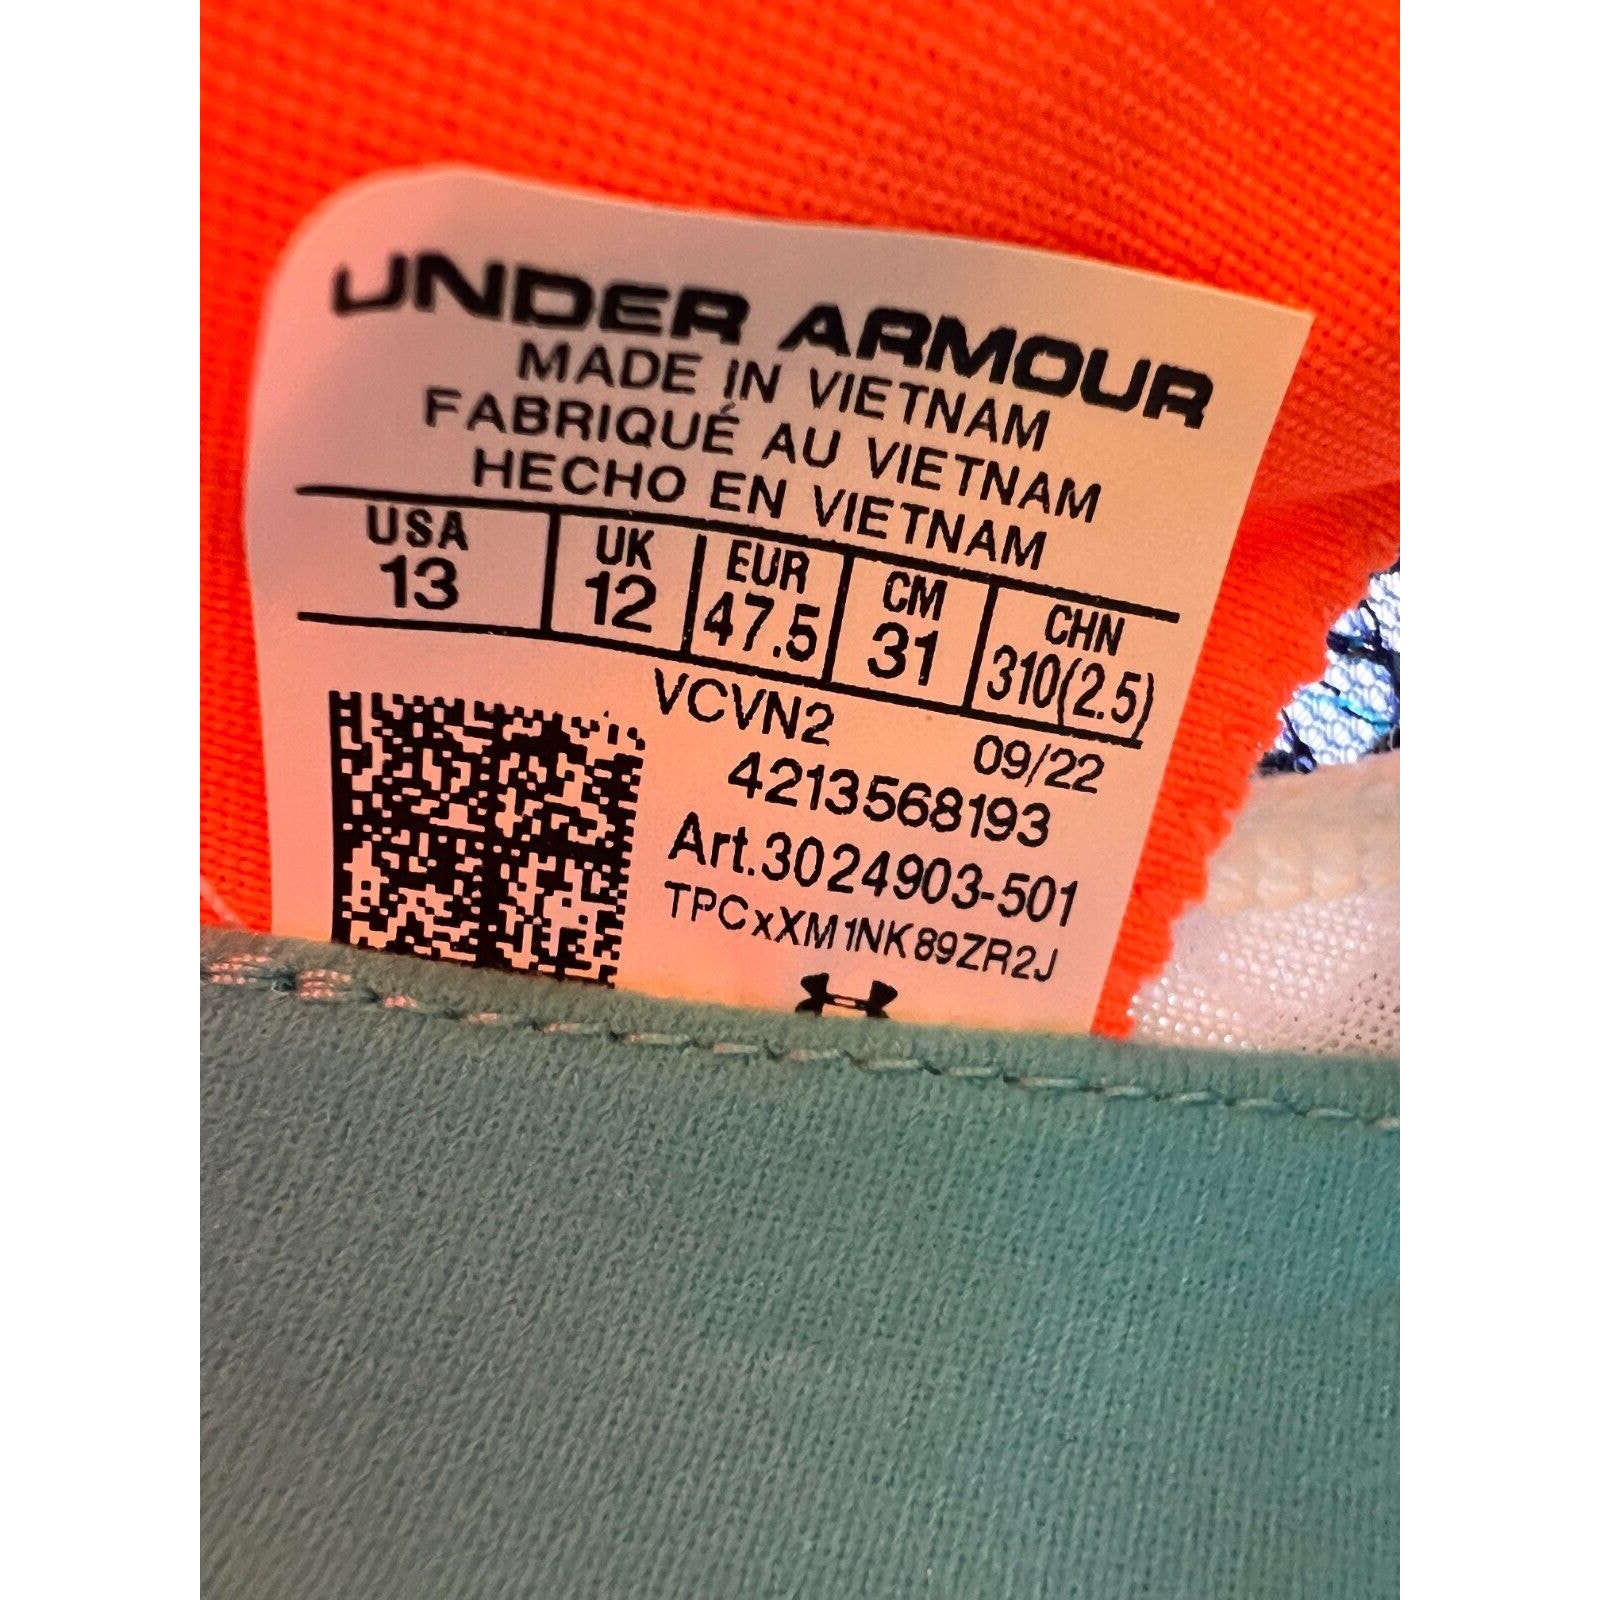 UNDER ARMOUR
MADE IN VIETNAM
FABRIQUÉ AU VIETNAM
HECHO EN VIETNAM
USA UK EUR CM CHN
13 12 47.5 31 310(2.5)
VCVN2 09/22
4213568193
Art.3024903-501
TPCxXM1NK89ZR2J